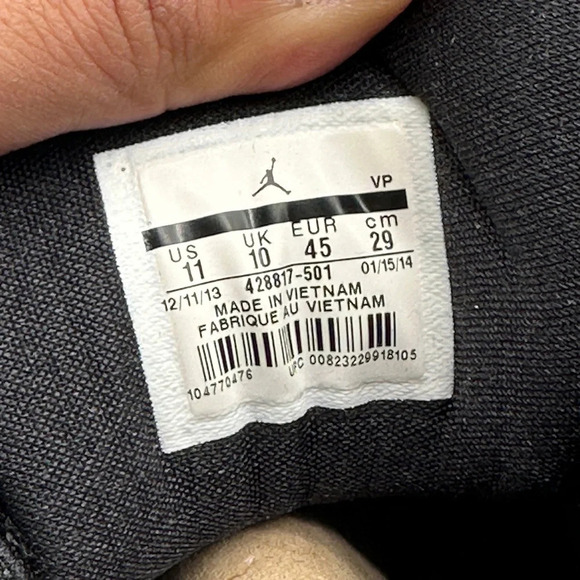 VP
US UK EUR cm
11 10 45 29
12/11/13 428817-501 01/15/14
MADE IN VIETNAM
FABRIQUE AU VIETNAM
104770476 UPC 00823229918105